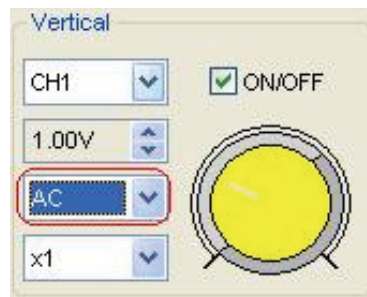 Vertical
CH1
ON/OFF
1.00V
AC
x1